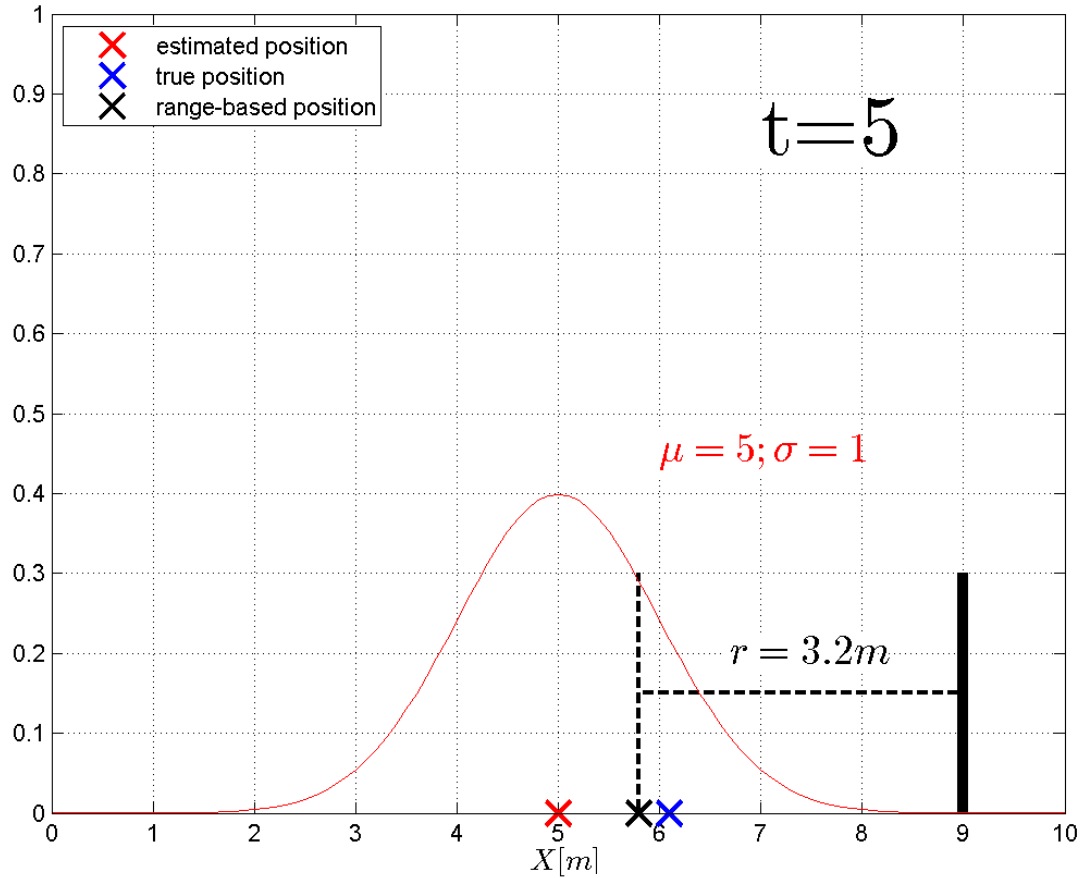 1
0.9
0.8
0.7
0.6
0.5
0.4
0.3
0.2
0.1
0
estimated position
true position
range-based position
t=5
μ = 5; σ = 1
r = 3.2m
0 1 2 3 4 5 6 7 8 9 10
X[m]